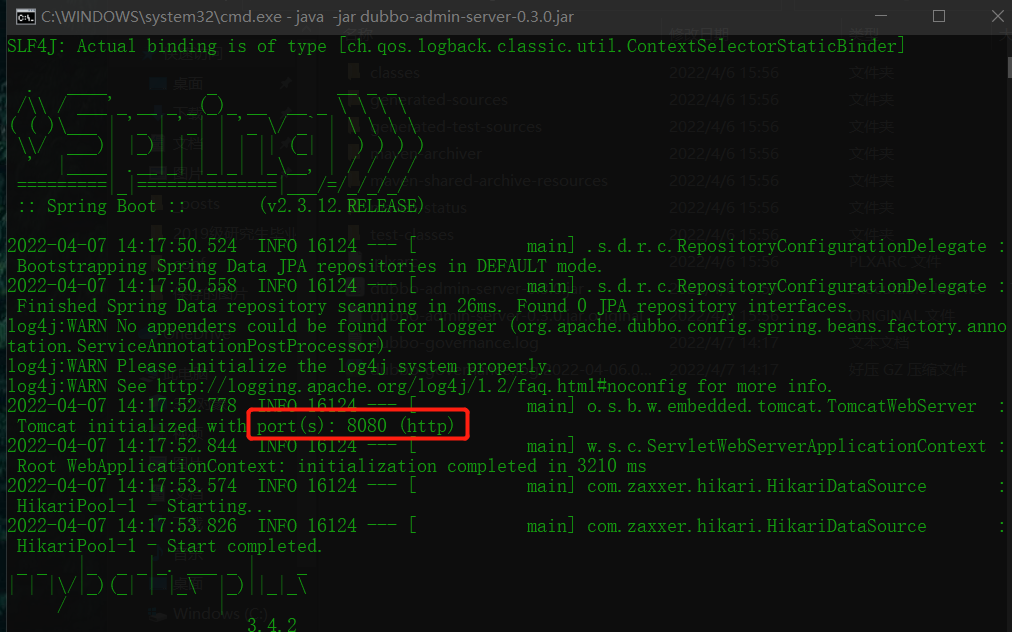 C:\WINDOWS\system32\cmd.exe - java  -jar dubbo-admin-server-0.3.0.jar
SLF4J: Actual binding is of type [ch.qos.logback.classic.util.ContextSelectorStaticBinder]
Spring
:: Spring Boot ::        (v2.3.12.RELEASE)
2022-04-07 14:17:50.524  INFO 16124 --- [           main] .s.d.r.c.RepositoryConfigurationDelegate :
Bootstrapping Spring Data JPA repositories in DEFAULT mode.
2022-04-07 14:17:50.558  INFO 16124 --- [           main] .s.d.r.c.RepositoryConfigurationDelegate :
Finished Spring Data repository scanning in 26ms. Found 0 JPA repository interfaces.
log4j:WARN No appenders could be found for logger (org.apache.dubbo.config.spring.beans.factory.anno
tation.ServiceAnnotationPostProcessor).
log4j:WARN Please initialize the log4j system properly.
log4j:WARN See http://logging.apache.org/log4j/1.2/faq.html#noconfig for more info.
2022-04-07 14:17:52.778  INFO 16124 --- [           main] o.s.b.w.embedded.tomcat.TomcatWebServer  :
Tomcat initialized with port(s): 8080 (http)
2022-04-07 14:17:52.844  INFO 16124 --- [           main] w.s.c.ServletWebServerApplicationContext :
Root WebApplicationContext: initialization completed in 3210 ms
2022-04-07 14:17:53.574  INFO 16124 --- [           main] com.zaxxer.hikari.HikariDataSource       :
HikariPool-1 - Starting...
2022-04-07 14:17:53.826  INFO 16124 --- [           main] com.zaxxer.hikari.HikariDataSource       :
HikariPool-1 - Start completed.
mybatis plus
3.4.2